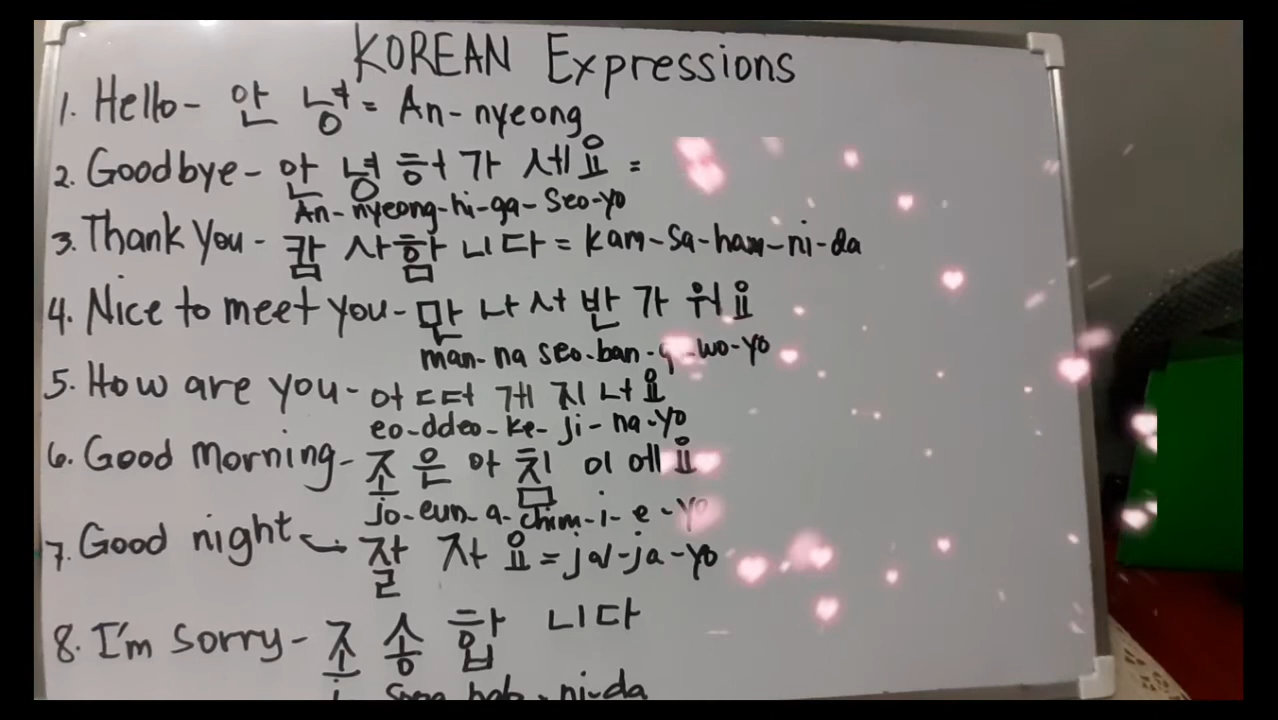 KOREAN Expressions
1. Hello - 안 녕 = An-nyeong
2. Goodbye - 안 녕 히 가 세 요 =
An-nyeong-hi-ga-Seo-yo
3. Thank You - 캄 사 함 니 다 = kam-sa-ham-ni-da
4. Nice to meet you - 만 나 서 반 가 워 요
man-na seo-ban-g -wo-yo
5. How are you - 어 떠 게 지 너 요
eo-ddeo-ke-ji-na-yo
6. Good Morning - 조 은 아 침 이 에 요
jo-eun-a-chim-i-e-yo
7. Good night - 잘 자 요 = jal-ja-yo
8. I'm Sorry - 조 송 합 니 다
ni-da